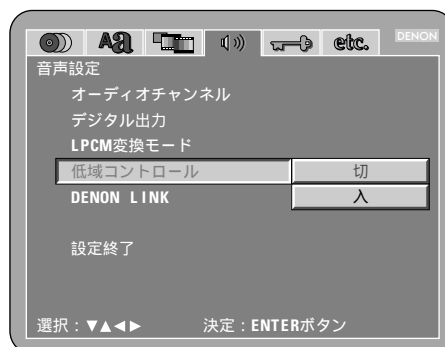 Aあ etc. DENON
音声設定
オーディオチャンネル
デジタル出力
LPCM変換モード
低域コントロール 切
DENON LINK 入
設定終了
選択：▼▲◀▶ 決定：ENTERボタン